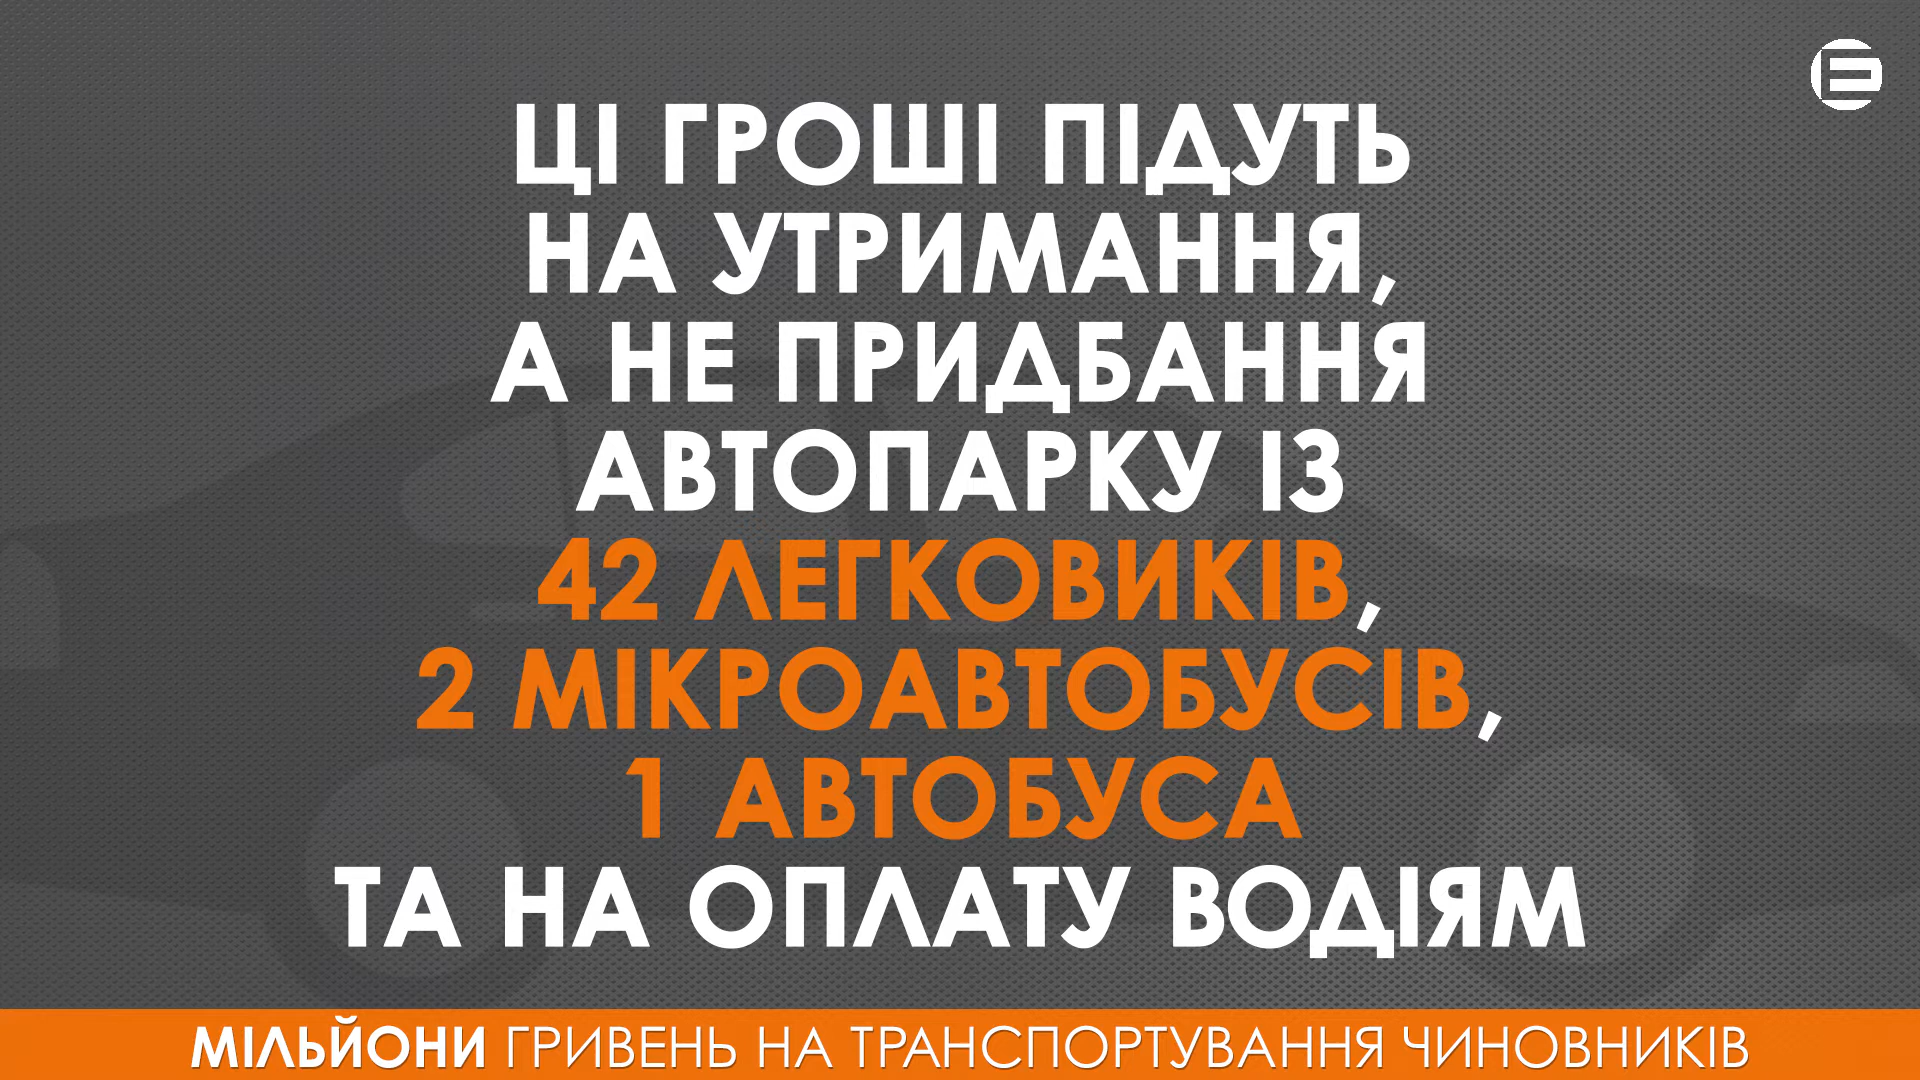 ЦІ ГРОШІ ПІДУТЬ
НА УТРИМАННЯ,
А НЕ ПРИДБАННЯ
АВТОПАРКУ ІЗ
42 ЛЕГКОВИКІВ,
2 МІКРОАВТОБУСІВ,
1 АВТОБУСА
ТА НА ОПЛАТУ ВОДІЯМ
МІЛЬЙОНИ ГРИВЕНЬ НА ТРАНСПОРТУВАННЯ ЧИНОВНИКІВ